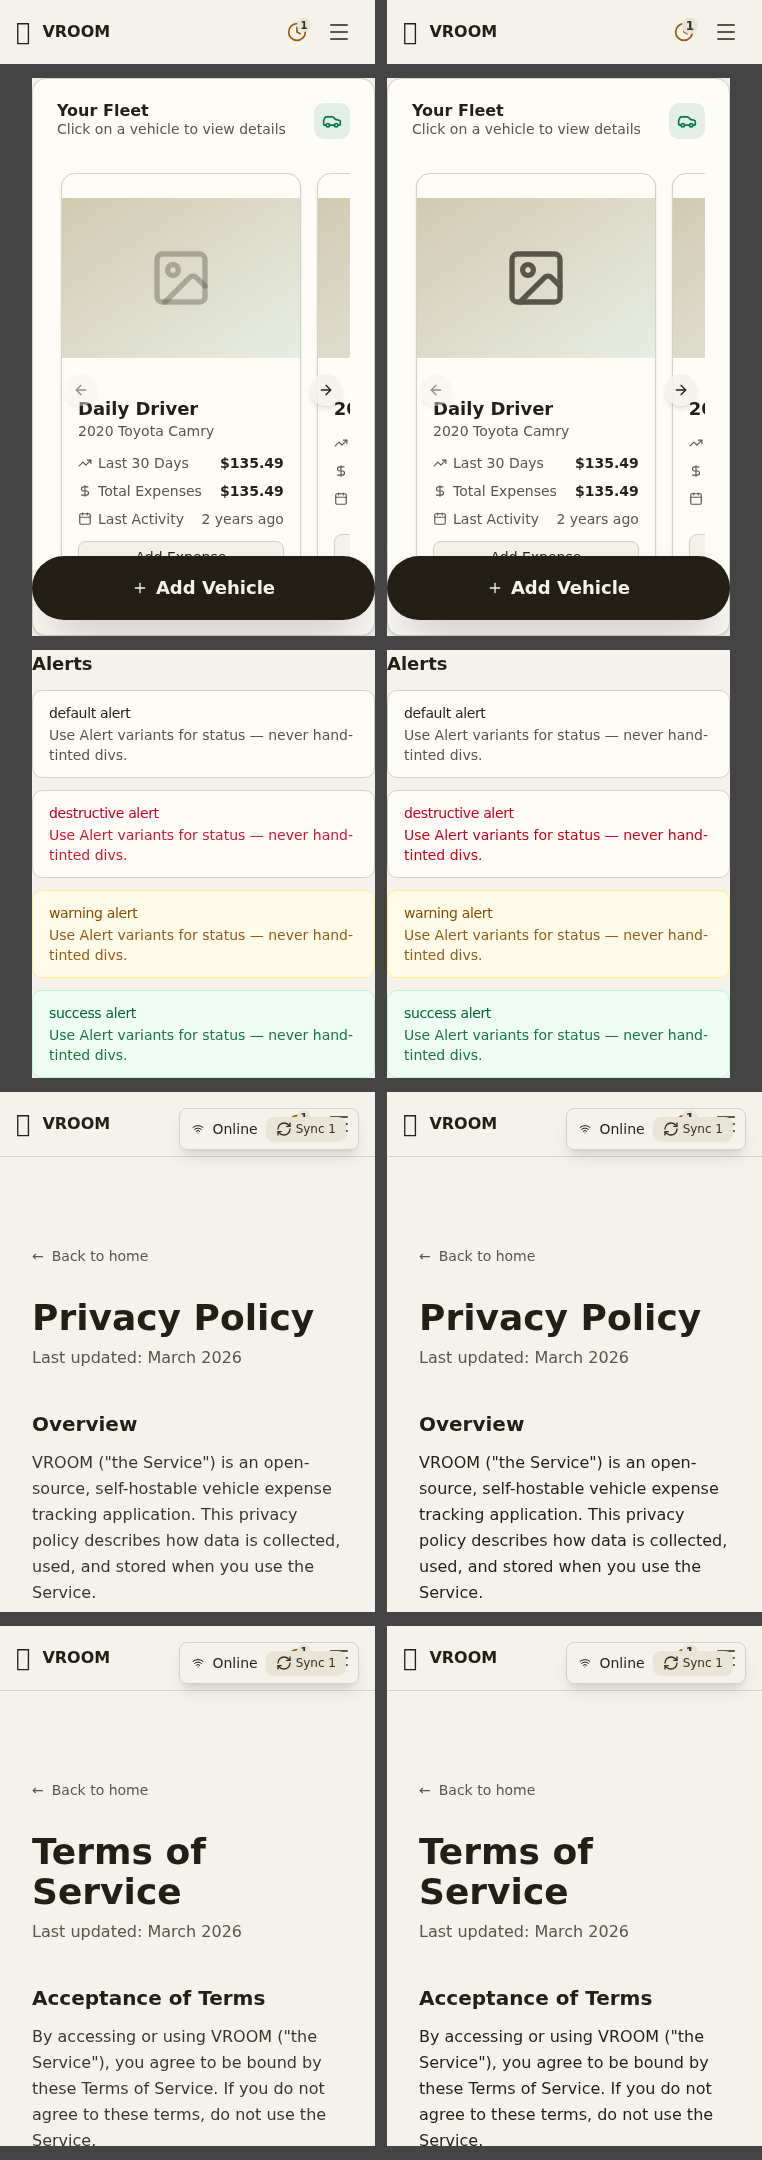 VROOM 1
VROOM 1
Your Fleet
Click on a vehicle to view details
Daily Driver
20
2020 Toyota Camry
Last 30 Days $135.49
Total Expenses $135.49
Last Activity 2 years ago
Add Expense
+ Add Vehicle
Your Fleet
Click on a vehicle to view details
Daily Driver
20
2020 Toyota Camry
Last 30 Days $135.49
Total Expenses $135.49
Last Activity 2 years ago
+ Add Vehicle
Alerts
default alert
Use Alert variants for status — never hand-
tinted divs.
destructive alert
Use Alert variants for status — never hand-
tinted divs.
warning alert
Use Alert variants for status — never hand-
tinted divs.
success alert
Use Alert variants for status — never hand-
tinted divs.
Alerts
default alert
Use Alert variants for status — never hand-
tinted divs.
destructive alert
Use Alert variants for status — never hand-
tinted divs.
warning alert
Use Alert variants for status — never hand-
tinted divs.
success alert
Use Alert variants for status — never hand-
tinted divs.
VROOM Online Sync 1
← Back to home
Privacy Policy
Last updated: March 2026
Overview
VROOM ("the Service") is an open-
source, self-hostable vehicle expense
tracking application. This privacy
policy describes how data is collected,
used, and stored when you use the
Service.
VROOM Online Sync 1
← Back to home
Privacy Policy
Last updated: March 2026
Overview
VROOM ("the Service") is an open-
source, self-hostable vehicle expense
tracking application. This privacy
policy describes how data is collected,
used, and stored when you use the
Service.
VROOM Online Sync 1
← Back to home
Terms of
Service
Last updated: March 2026
Acceptance of Terms
By accessing or using VROOM ("the
Service"), you agree to be bound by
these Terms of Service. If you do not
agree to these terms, do not use the
Service.
VROOM Online Sync 1
← Back to home
Terms of
Service
Last updated: March 2026
Acceptance of Terms
By accessing or using VROOM ("the
Service"), you agree to be bound by
these Terms of Service. If you do not
agree to these terms, do not use the
Service.